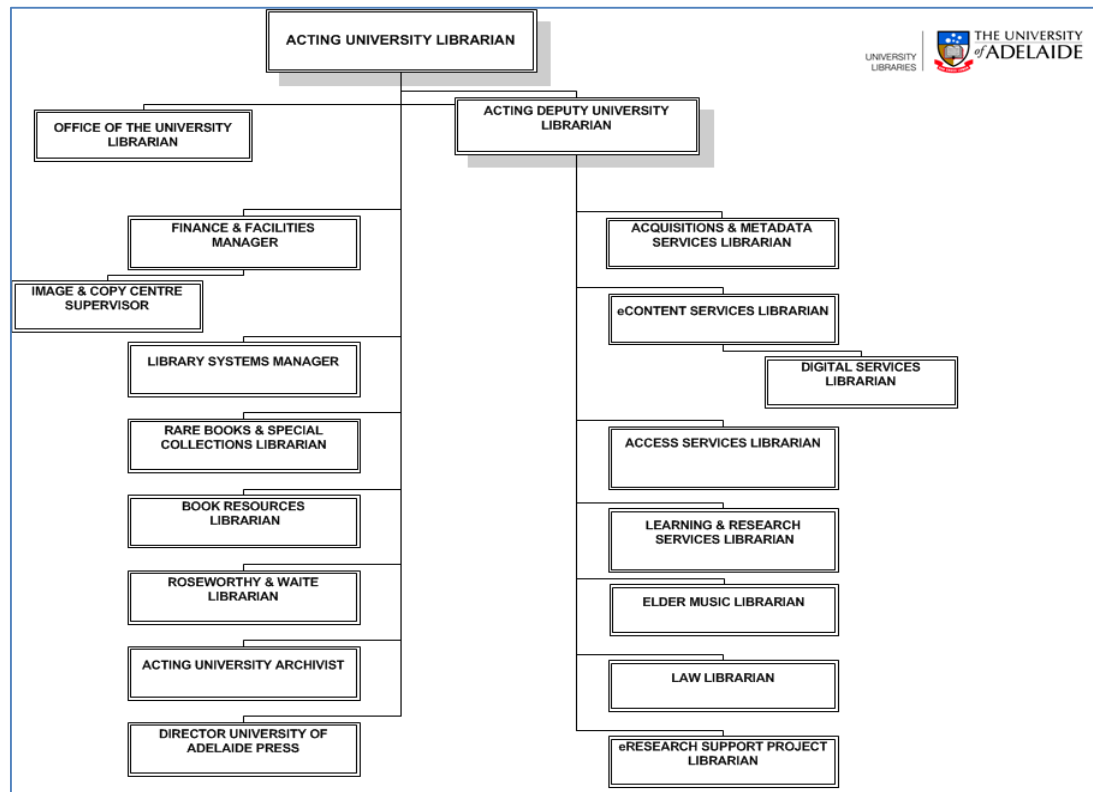 ACTING UNIVERSITY LIBRARIAN
UNIVERSITY
LIBRARIES
THE UNIVERSITY
of ADELAIDE
OFFICE OF THE UNIVERSITY
LIBRARIAN
ACTING DEPUTY UNIVERSITY
LIBRARIAN
FINANCE & FACILITIES
MANAGER
IMAGE & COPY CENTRE
SUPERVISOR
LIBRARY SYSTEMS MANAGER
RARE BOOKS & SPECIAL
COLLECTIONS LIBRARIAN
BOOK RESOURCES
LIBRARIAN
ROSEWORTHY & WAITE
LIBRARIAN
ACTING UNIVERSITY ARCHIVIST
DIRECTOR UNIVERSITY OF
ADELAIDE PRESS
ACQUISITIONS & METADATA
SERVICES LIBRARIAN
eCONTENT SERVICES LIBRARIAN
DIGITAL SERVICES
LIBRARIAN
ACCESS SERVICES LIBRARIAN
LEARNING & RESEARCH
SERVICES LIBRARIAN
ELDER MUSIC LIBRARIAN
LAW LIBRARIAN
eRESEARCH SUPPORT PROJECT
LIBRARIAN